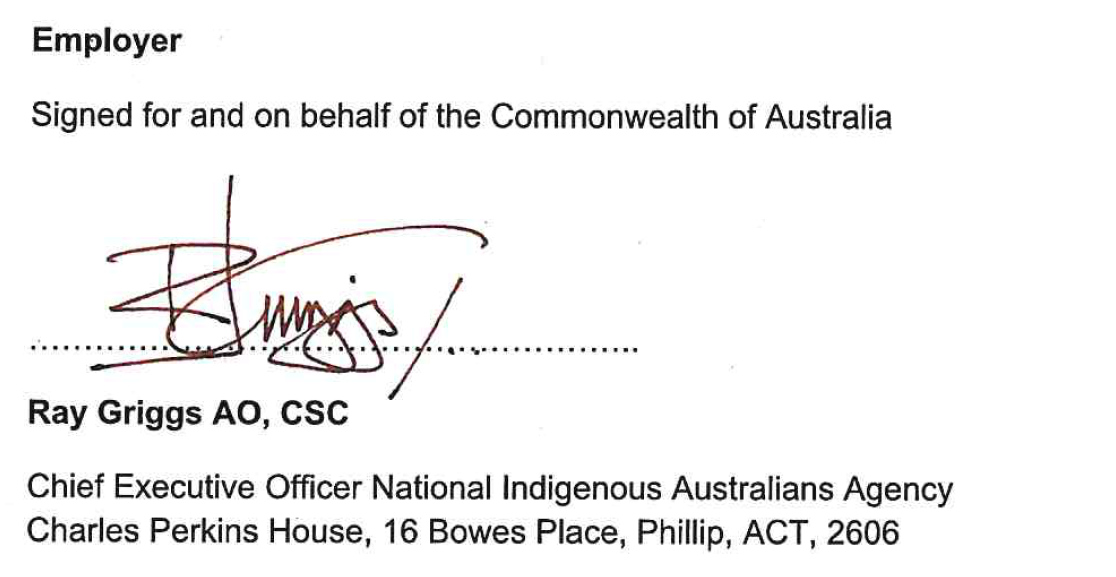 Employer
Signed for and on behalf of the Commonwealth of Australia
Ray Griggs AO, CSC
Chief Executive Officer National Indigenous Australians Agency
Charles Perkins House, 16 Bowes Place, Phillip, ACT, 2606